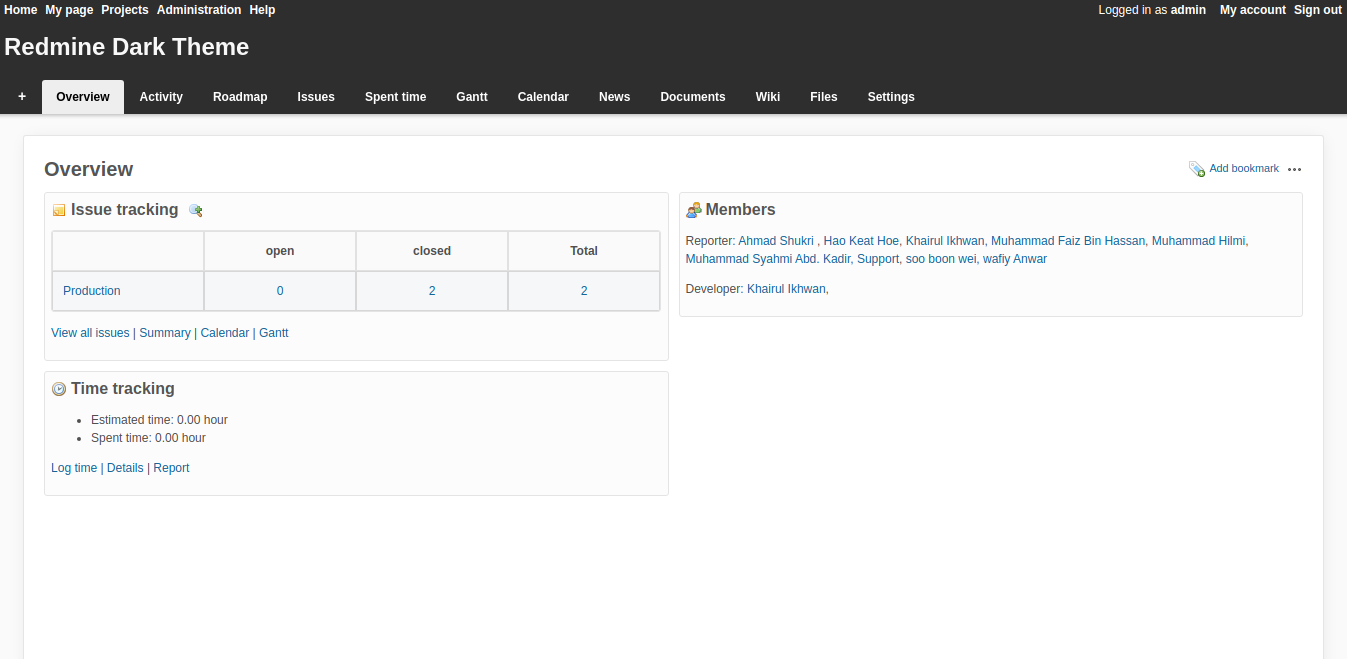 Home My page Projects Administration Help
Logged in as admin My account Sign out
Redmine Dark Theme
+ Overview Activity Roadmap Issues Spent time Gantt Calendar News Documents Wiki Files Settings
Overview
Add bookmark
Issue tracking
open closed Total
Production 0 2 2
View all issues | Summary | Calendar | Gantt
Time tracking
Estimated time: 0.00 hour
Spent time: 0.00 hour
Log time | Details | Report
Members
Reporter: Ahmad Shukri , Hao Keat Hoe, Khairul Ikhwan, Muhammad Faiz Bin Hassan, Muhammad Hilmi,
Muhammad Syahmi Abd. Kadir, Support, soo boon wei, wafiy Anwar
Developer: Khairul Ikhwan,